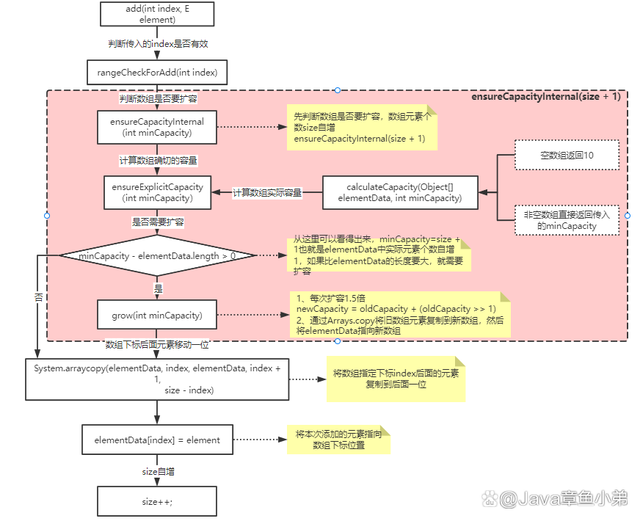 add(int index, E
element)
判断传入的index是否有效
rangeCheckForAdd(int index)
ensureCapacityInternal(size + 1)
判断数组是否要扩容
ensureCapacityInternal
(int minCapacity)
先判断数组是否要扩容，数组元素个
数size自增
ensureCapacityInternal(size + 1)
计算数组确切的容量
空数组返回10
ensureExplicitCapacity
(int minCapacity)
计算数组实际容量
calculateCapacity(Object[]
elementData, int minCapacity)
非空数组直接返回传入
的minCapacity
是否需要扩容
minCapacity - elementData.length > 0
从这里可以看得出来，minCapacity=size +
1也就是elementData中实际元素个数自增
1，如果比elementData的长度要大，就需要
扩容
否
是
grow(int minCapacity)
1、每次扩容1.5倍
newCapacity = oldCapacity + (oldCapacity >> 1)
2、通过Arrays.copy将旧数组元素复制到新数组，然后
将elementData指向新数组
数组下标后面元素移动一位
System.arraycopy(elementData, index, elementData, index +
1,
size - index)
将数组指定下标index后面的元素
复制到后面一位
elementData[index] = element
将本次添加的元素指向
数组下标位置
size自增
size++;
@Java章鱼小弟